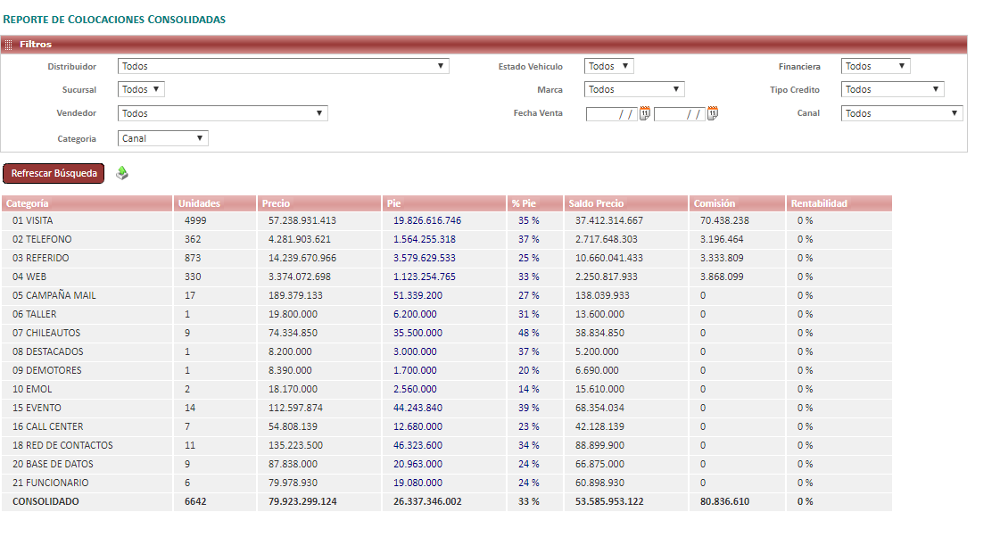 REPORTE DE COLOCACIONES CONSOLIDADAS
Filtros
Distribuidor Todos Estado Vehiculo Todos Financiera Todos
Sucursal Todos Marca Todos Tipo Credito Todos
Vendedor Todos Fecha Venta / / 11 / / 11 Canal Todos
Categoria Canal
Refrescar Búsqueda
Categoría Unidades Precio Pie % Pie Saldo Precio Comisión Rentabilidad
01 VISITA 4999 57.238.931.413 19.826.616.746 35 % 37.412.314.667 70.438.238 0 %
02 TELEFONO 362 4.281.903.621 1.564.255.318 37 % 2.717.648.303 3.196.464 0 %
03 REFERIDO 873 14.239.670.966 3.579.629.533 25 % 10.660.041.433 3.333.809 0 %
04 WEB 330 3.374.072.698 1.123.254.765 33 % 2.250.817.933 3.868.099 0 %
05 CAMPAÑA MAIL 17 189.379.133 51.339.200 27 % 138.039.933 0 0 %
06 TALLER 1 19.800.000 6.200.000 31 % 13.600.000 0 0 %
07 CHILEAUTOS 9 74.334.850 35.500.000 48 % 38.834.850 0 0 %
08 DESTACADOS 1 8.200.000 3.000.000 37 % 5.200.000 0 0 %
09 DEMOTORES 1 8.390.000 1.700.000 20 % 6.690.000 0 0 %
10 EMOL 2 18.170.000 2.560.000 14 % 15.610.000 0 0 %
15 EVENTO 14 112.597.874 44.243.840 39 % 68.354.034 0 0 %
16 CALL CENTER 7 54.808.139 12.680.000 23 % 42.128.139 0 0 %
18 RED DE CONTACTOS 11 135.223.500 46.323.600 34 % 88.899.900 0 0 %
20 BASE DE DATOS 9 87.838.000 20.963.000 24 % 66.875.000 0 0 %
21 FUNCIONARIO 6 79.978.930 19.080.000 24 % 60.898.930 0 0 %
CONSOLIDADO 6642 79.923.299.124 26.337.346.002 33 % 53.585.953.122 80.836.610 0 %